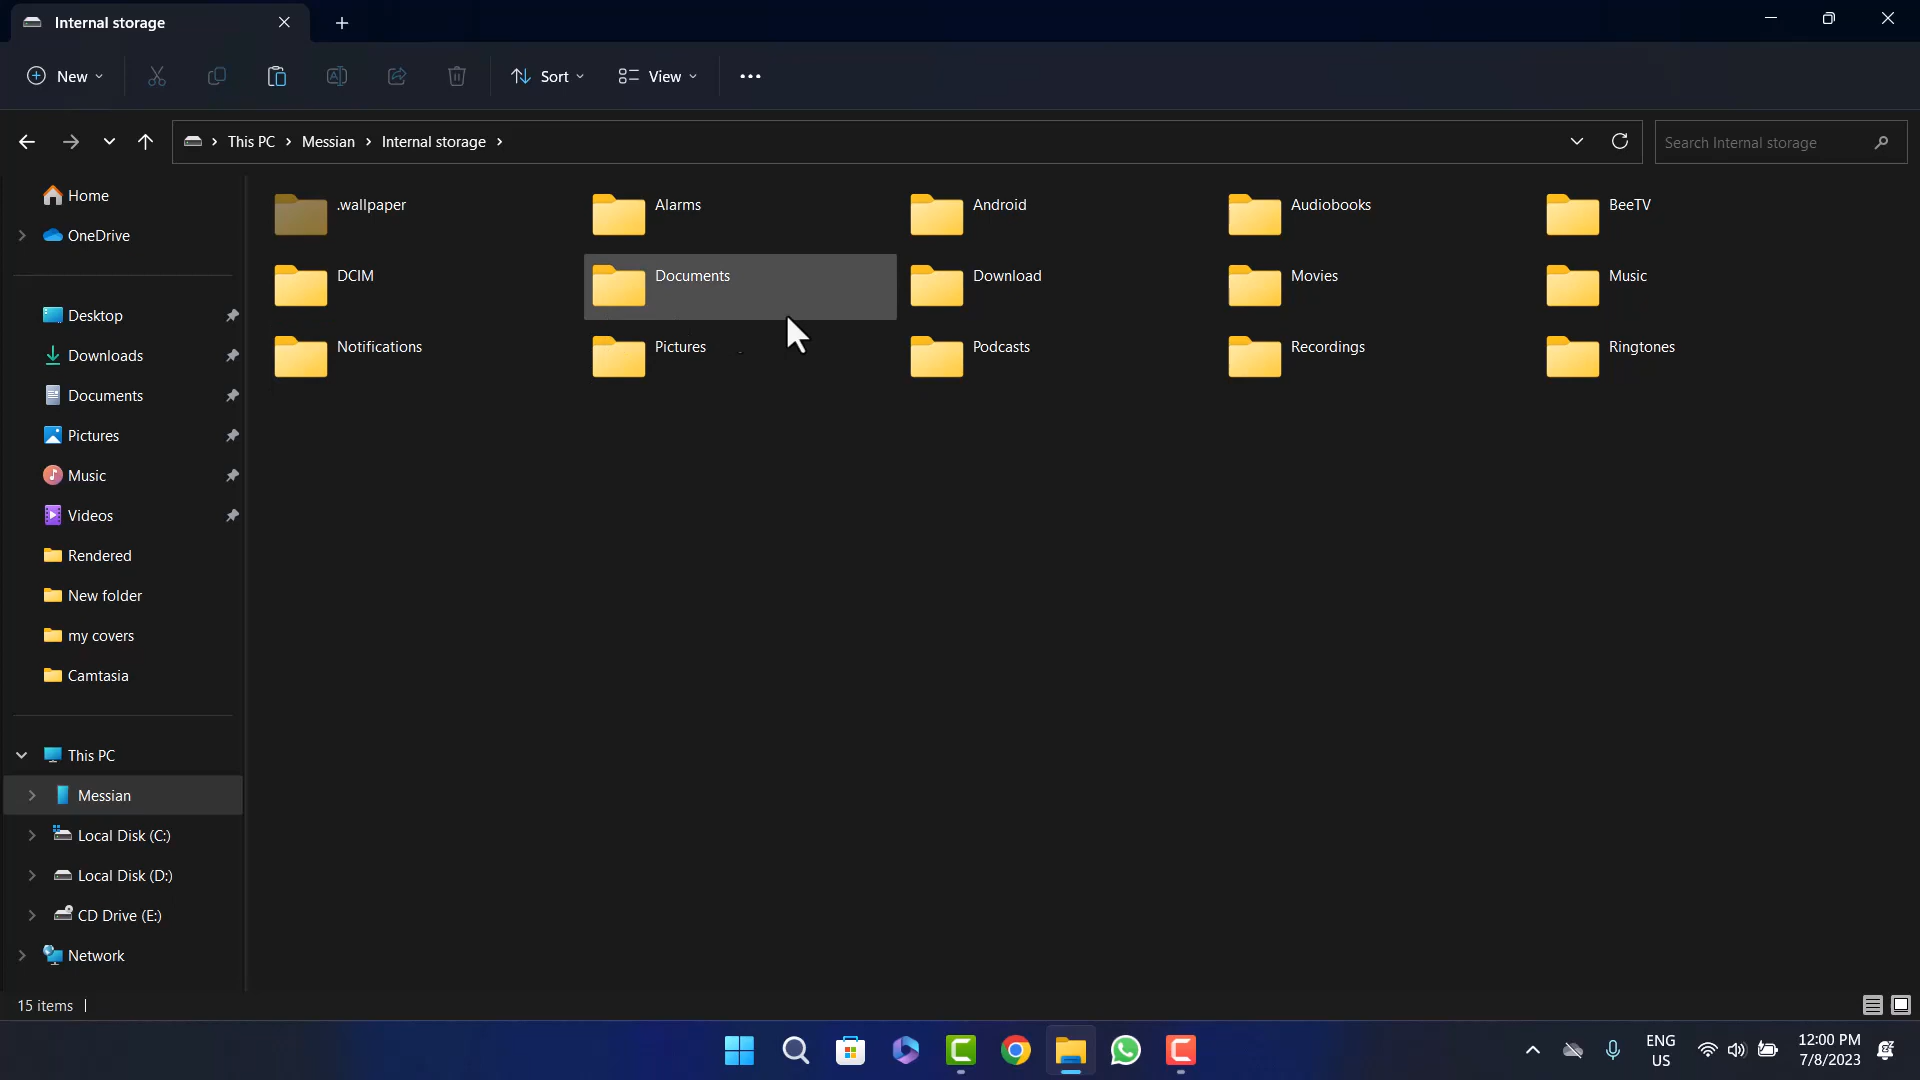 Internal storage
New
Sort
View
This PC
Messian
Internal storage
Search Internal storage
Home
OneDrive
Desktop
Downloads
Documents
Pictures
Music
Videos
Rendered
New folder
my covers
Camtasia
This PC
Messian
Local Disk (C:)
Local Disk (D:)
CD Drive (E:)
Network
.wallpaper
Alarms
Android
Audiobooks
BeeTV
DCIM
Documents
Download
Movies
Music
Notifications
Pictures
Podcasts
Recordings
Ringtones
15 items
ENG
US
12:00 PM
7/8/2023